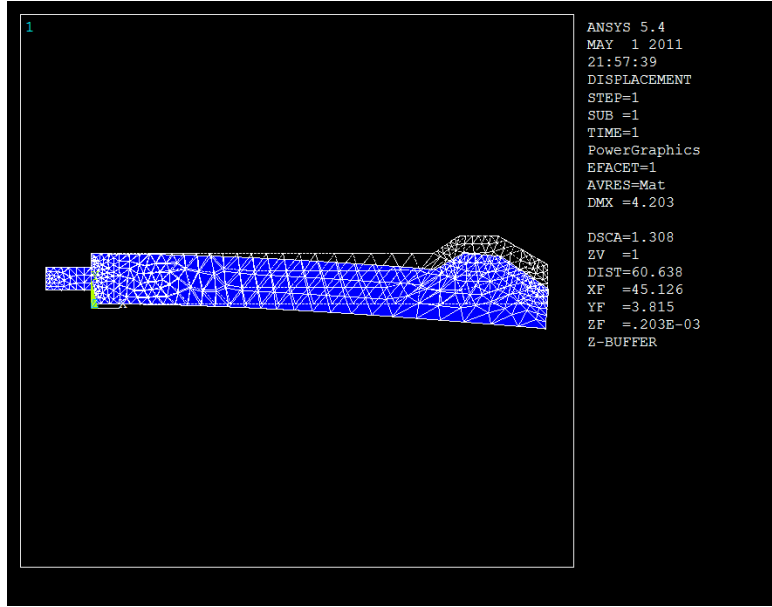 1
ANSYS 5.4
MAY  1 2011
21:57:39
DISPLACEMENT
STEP=1
SUB =1
TIME=1
PowerGraphics
EFACET=1
AVRES=Mat
DMX =4.203
DSCA=1.308
ZV  =1
DIST=60.638
XF  =45.126
YF  =3.815
ZF  =.203E-03
Z-BUFFER